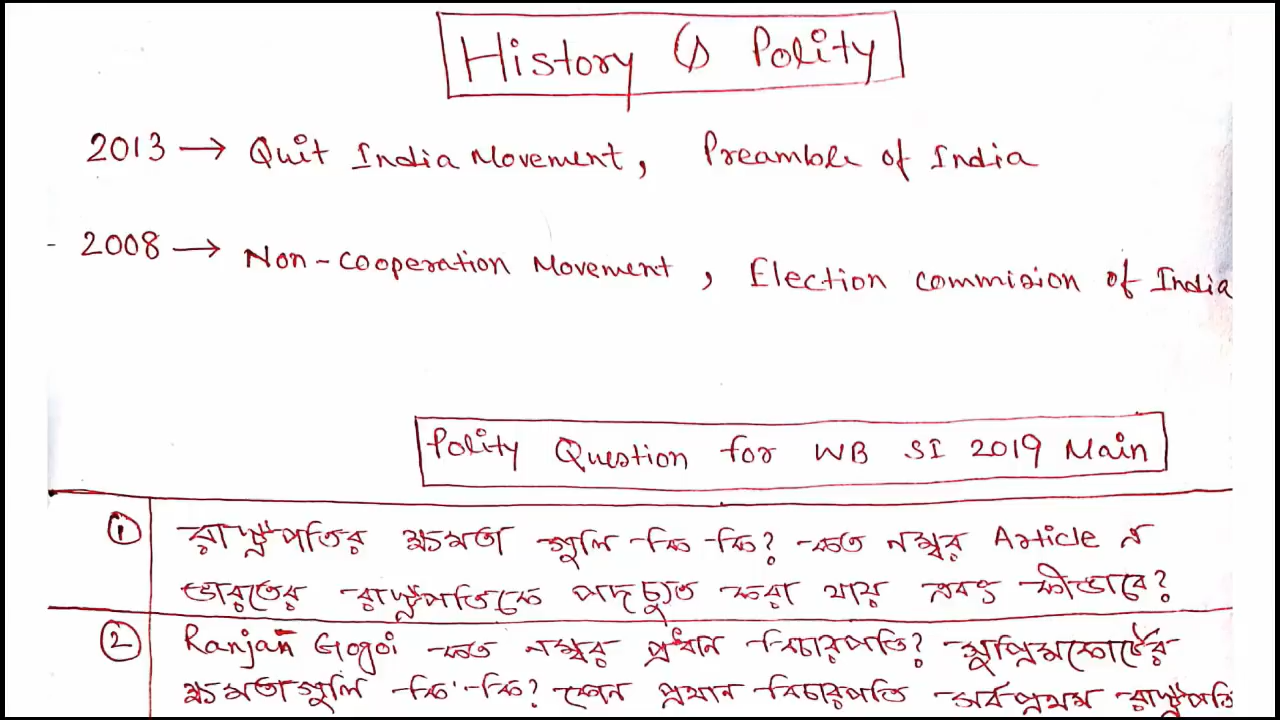 History & Polity
2013 → Quit India Movement, Preamble of India
- 2008 → Non-cooperation Movement, Election commision of India
Polity Question for WB SI 2019 Main
① রাষ্ট্রপতির ক্ষমতা গুলি কি কি? কত নম্বর Article এ
ভারতের রাষ্ট্রপতিকে পদচ্যুত করা যায় এবং কীভাবে?
② Ranjan Gogoi কত নম্বর প্রধান বিচারপতি? সুপ্রিমকোর্টের
ক্ষমতাগুলি কি কি? কোন প্রধান বিচারপতি সর্বপ্রথম রাষ্ট্রপতি